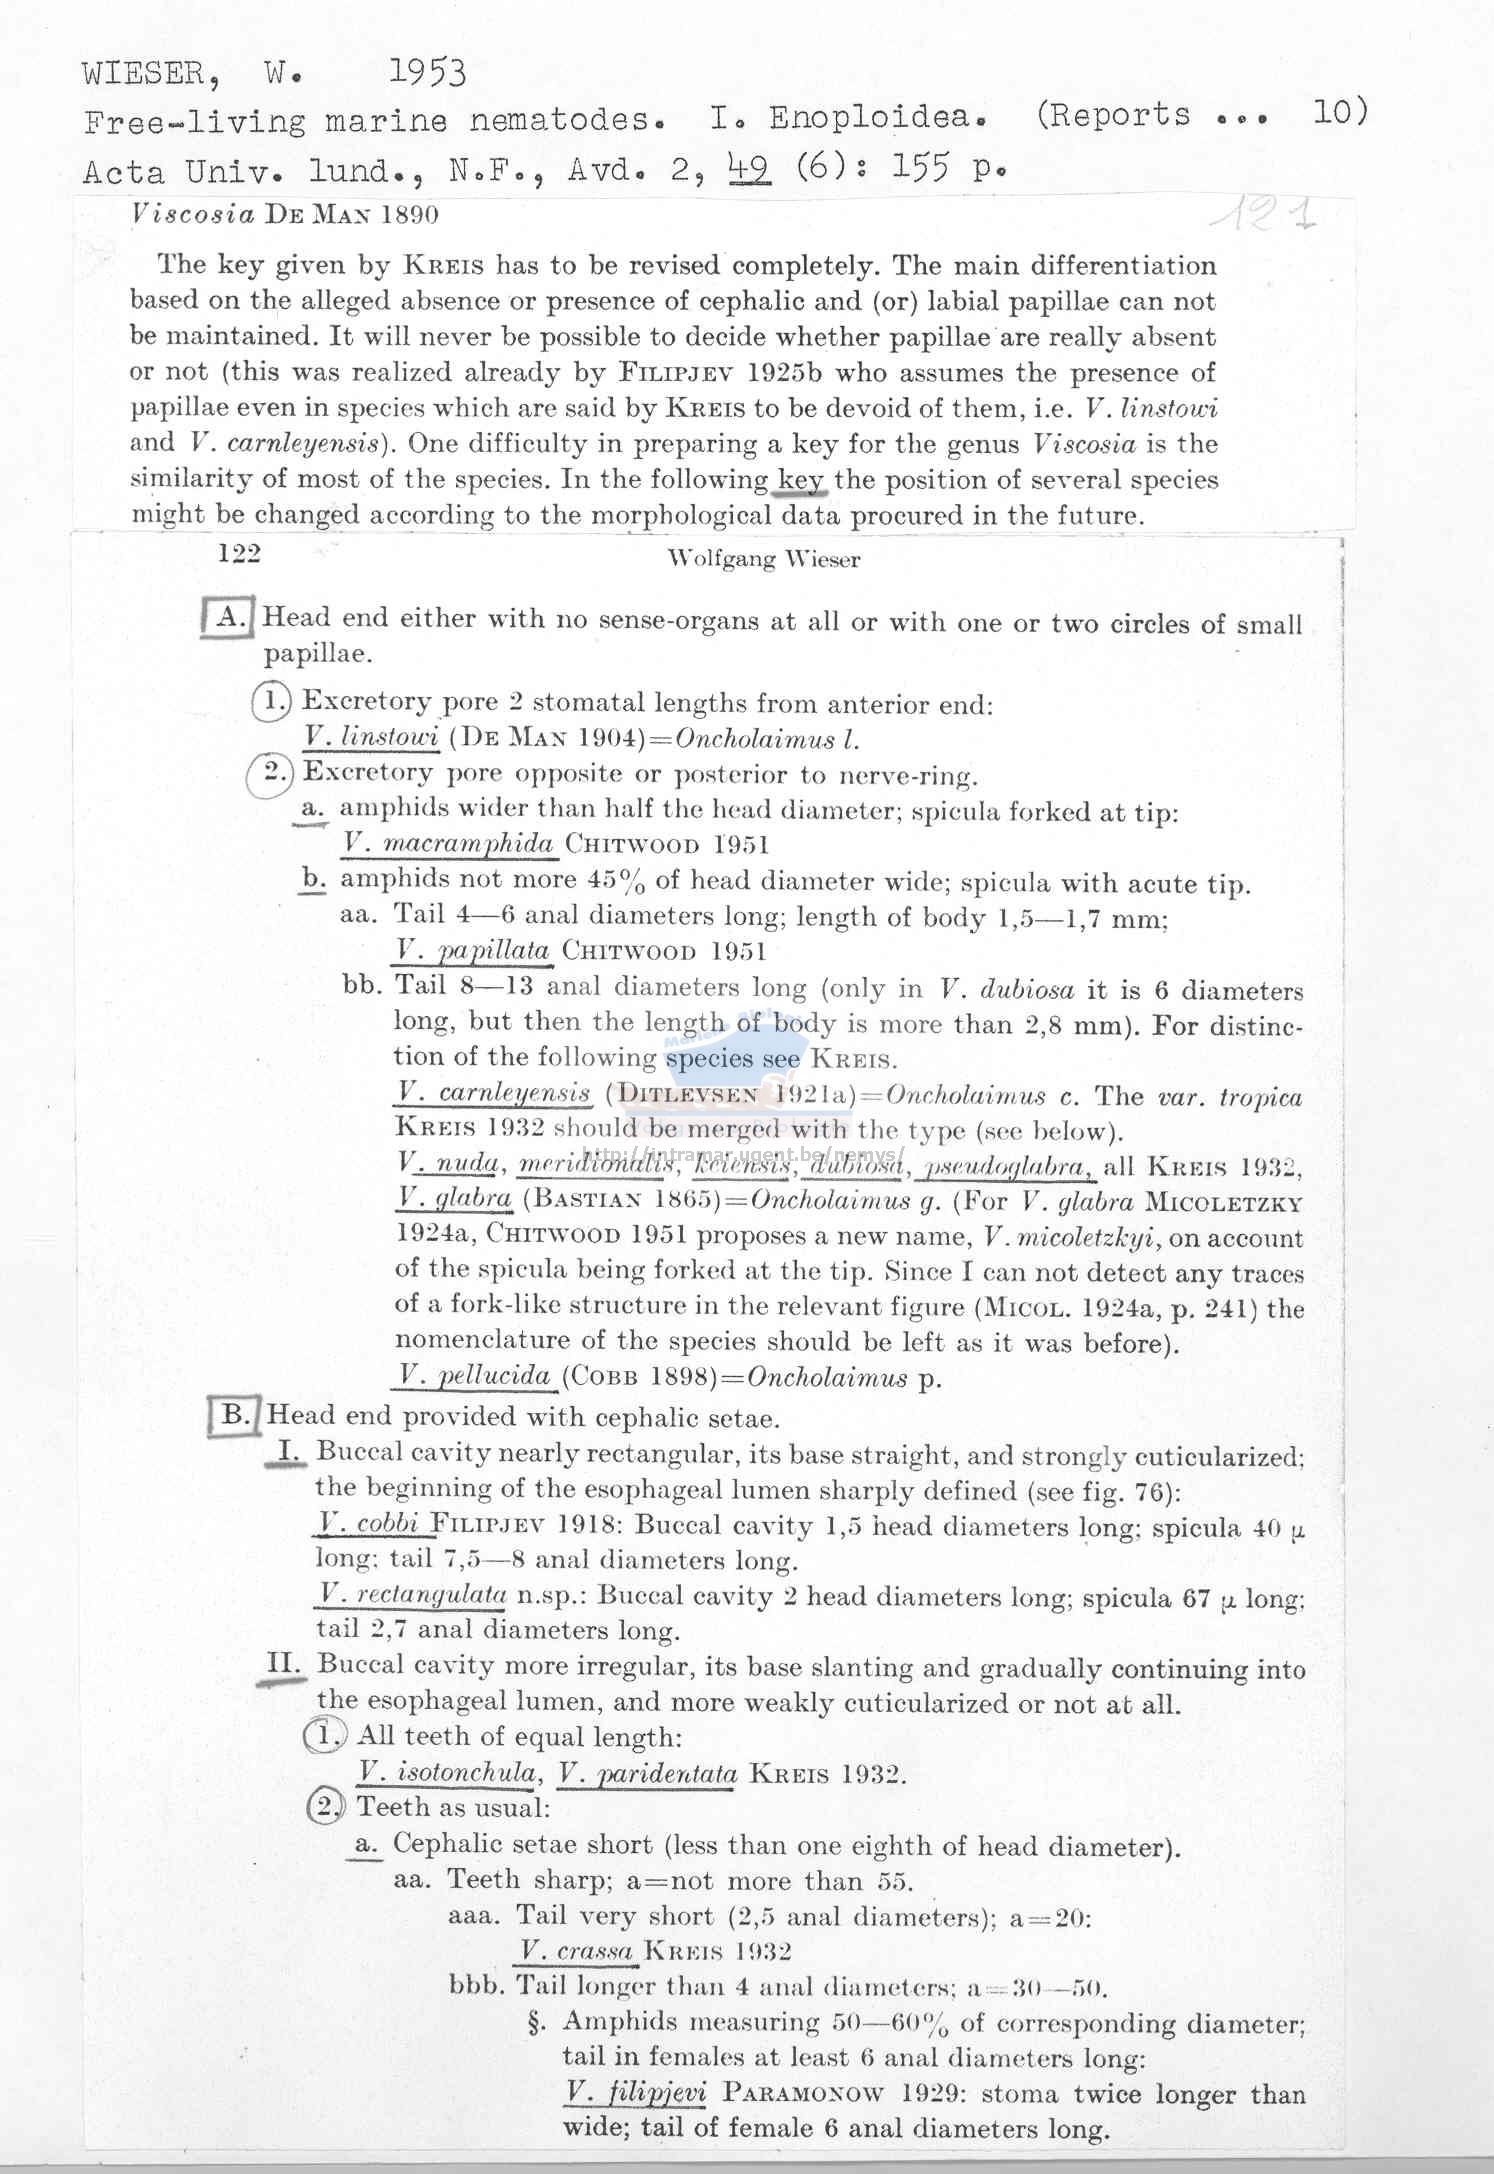 WIESER, W. 1953
Free-living marine nematodes. I. Enoploidea. (Reports ... 10)
Acta Univ. lund., N.F., Avd. 2, 49 (6): 155 p.
Viscosia DE MAN 1890
121
The key given by KREIS has to be revised completely. The main differentiation
based on the alleged absence or presence of cephalic and (or) labial papillae can not
be maintained. It will never be possible to decide whether papillae are really absent
or not (this was realized already by FILIPJEV 1925b who assumes the presence of
papillae even in species which are said by KREIS to be devoid of them, i.e. V. linstowi
and V. carnleyensis). One difficulty in preparing a key for the genus Viscosia is the
similarity of most of the species. In the following key the position of several species
might be changed according to the morphological data procured in the future.
122 Wolfgang Wieser
A. Head end either with no sense-organs at all or with one or two circles of small
papillae.
1. Excretory pore 2 stomatal lengths from anterior end:
V. linstowi (DE MAN 1904)=Oncholaimus l.
2. Excretory pore opposite or posterior to nerve-ring.
a. amphids wider than half the head diameter; spicula forked at tip:
V. macramphida CHITWOOD 1951
b. amphids not more 45% of head diameter wide; spicula with acute tip.
aa. Tail 4—6 anal diameters long; length of body 1,5—1,7 mm;
V. papillata CHITWOOD 1951
bb. Tail 8—13 anal diameters long (only in V. dubiosa it is 6 diameters
long, but then the length of body is more than 2,8 mm). For distinc-
tion of the following species see KREIS.
V. carnleyensis (DITLEVSEN 1921a)=Oncholaimus c. The var. tropica
KREIS 1932 should be merged with the type (see below).
V. nuda, meridionalis, keiensis, dubiosa, pseudoglabra, all KREIS 1932,
http://intramar.ugent.be/nemys/
V. glabra (BASTIAN 1865)=Oncholaimus g. (For V. glabra MICOLETZKY
1924a, CHITWOOD 1951 proposes a new name, V. micoletzkyi, on account
of the spicula being forked at the tip. Since I can not detect any traces
of a fork-like structure in the relevant figure (MICOL. 1924a, p. 241) the
nomenclature of the species should be left as it was before).
V. pellucida (COBB 1898)=Oncholaimus p.
B. Head end provided with cephalic setae.
I. Buccal cavity nearly rectangular, its base straight, and strongly cuticularized;
the beginning of the esophageal lumen sharply defined (see fig. 76):
V. cobbi FILIPJEV 1918: Buccal cavity 1,5 head diameters long; spicula 40 μ
long; tail 7,5—8 anal diameters long.
V. rectangulata n.sp.: Buccal cavity 2 head diameters long; spicula 67 μ long;
tail 2,7 anal diameters long.
II. Buccal cavity more irregular, its base slanting and gradually continuing into
the esophageal lumen, and more weakly cuticularized or not at all.
1. All teeth of equal length:
V. isotonchula, V. paridentata KREIS 1932.
2. Teeth as usual:
a. Cephalic setae short (less than one eighth of head diameter).
aa. Teeth sharp; a=not more than 55.
aaa. Tail very short (2,5 anal diameters); a=20:
V. crassa KREIS 1932
bbb. Tail longer than 4 anal diameters; a=30—50.
§. Amphids measuring 50—60% of corresponding diameter;
tail in females at least 6 anal diameters long:
V. filipjevi PARAMONOW 1929: stoma twice longer than
wide; tail of female 6 anal diameters long.